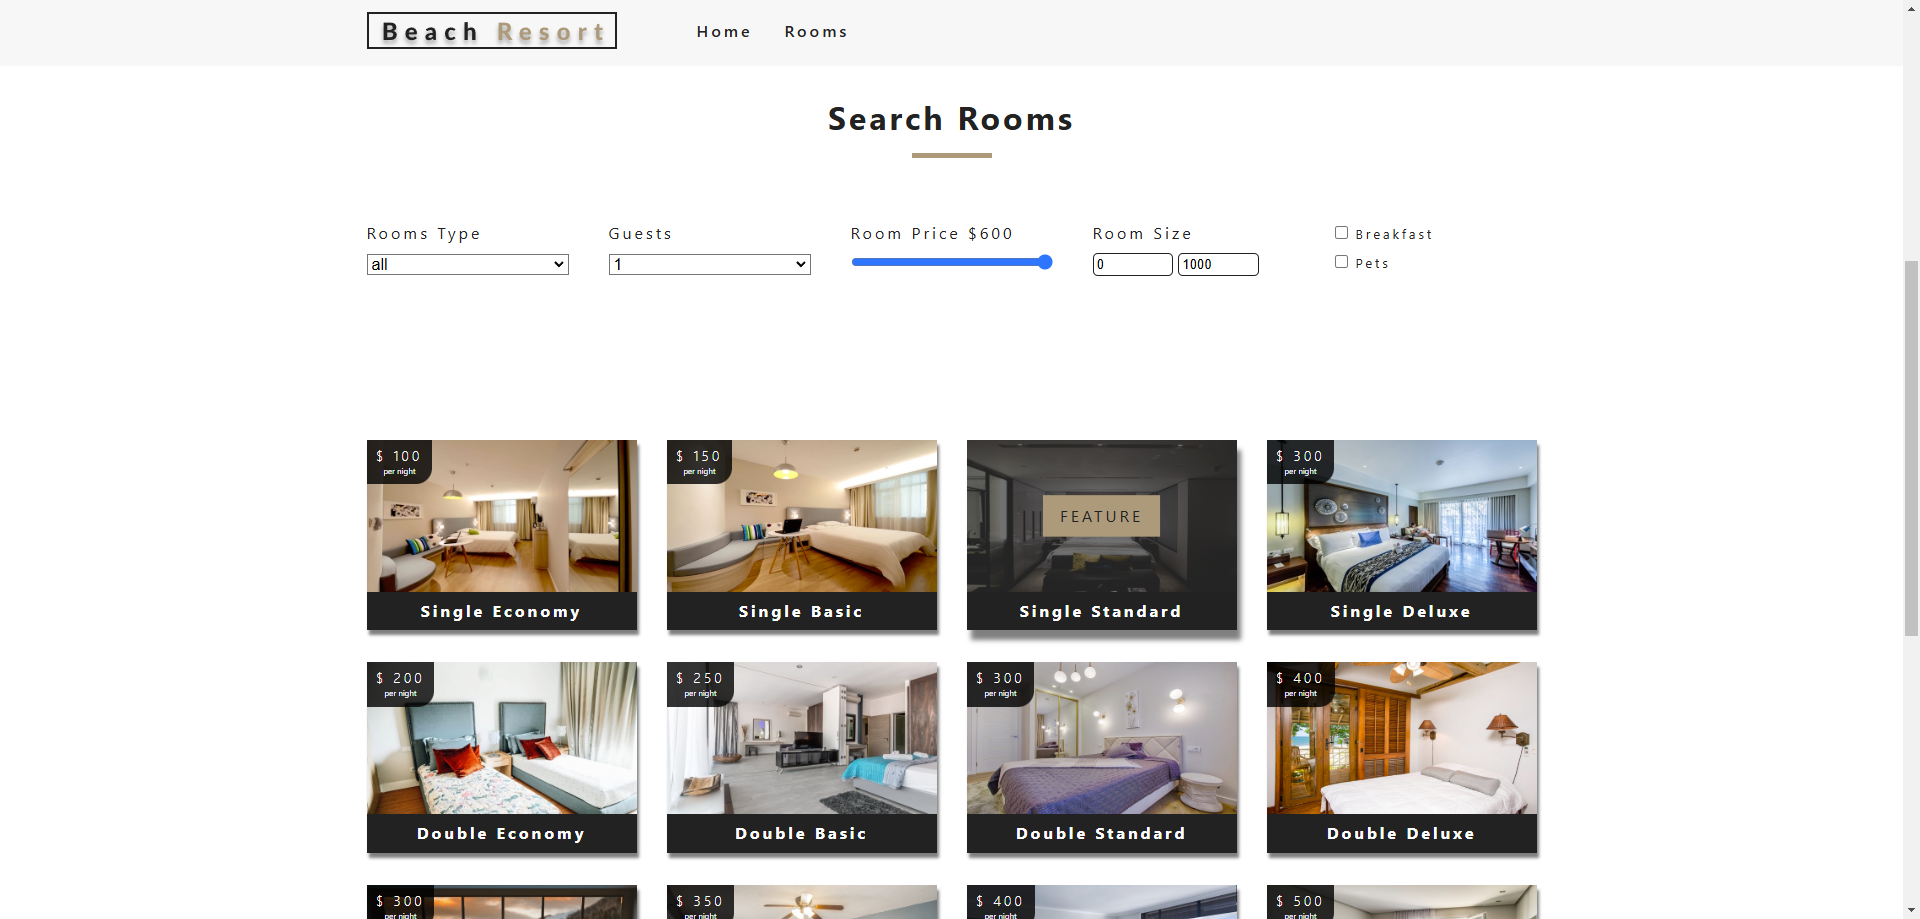 Beach Resort
Home
Rooms
Search Rooms
Rooms Type
Guests
Room Price $600
Room Size
Breakfast
all
1
0
1000
Pets
$ 100
per night
$ 150
per night
$ 300
per night
FEATURE
Single Economy
Single Basic
Single Standard
Single Deluxe
$ 200
per night
$ 250
per night
$ 300
per night
$ 400
per night
Double Economy
Double Basic
Double Standard
Double Deluxe
$ 300
per night
$ 350
per night
$ 400
per night
$ 500
per night